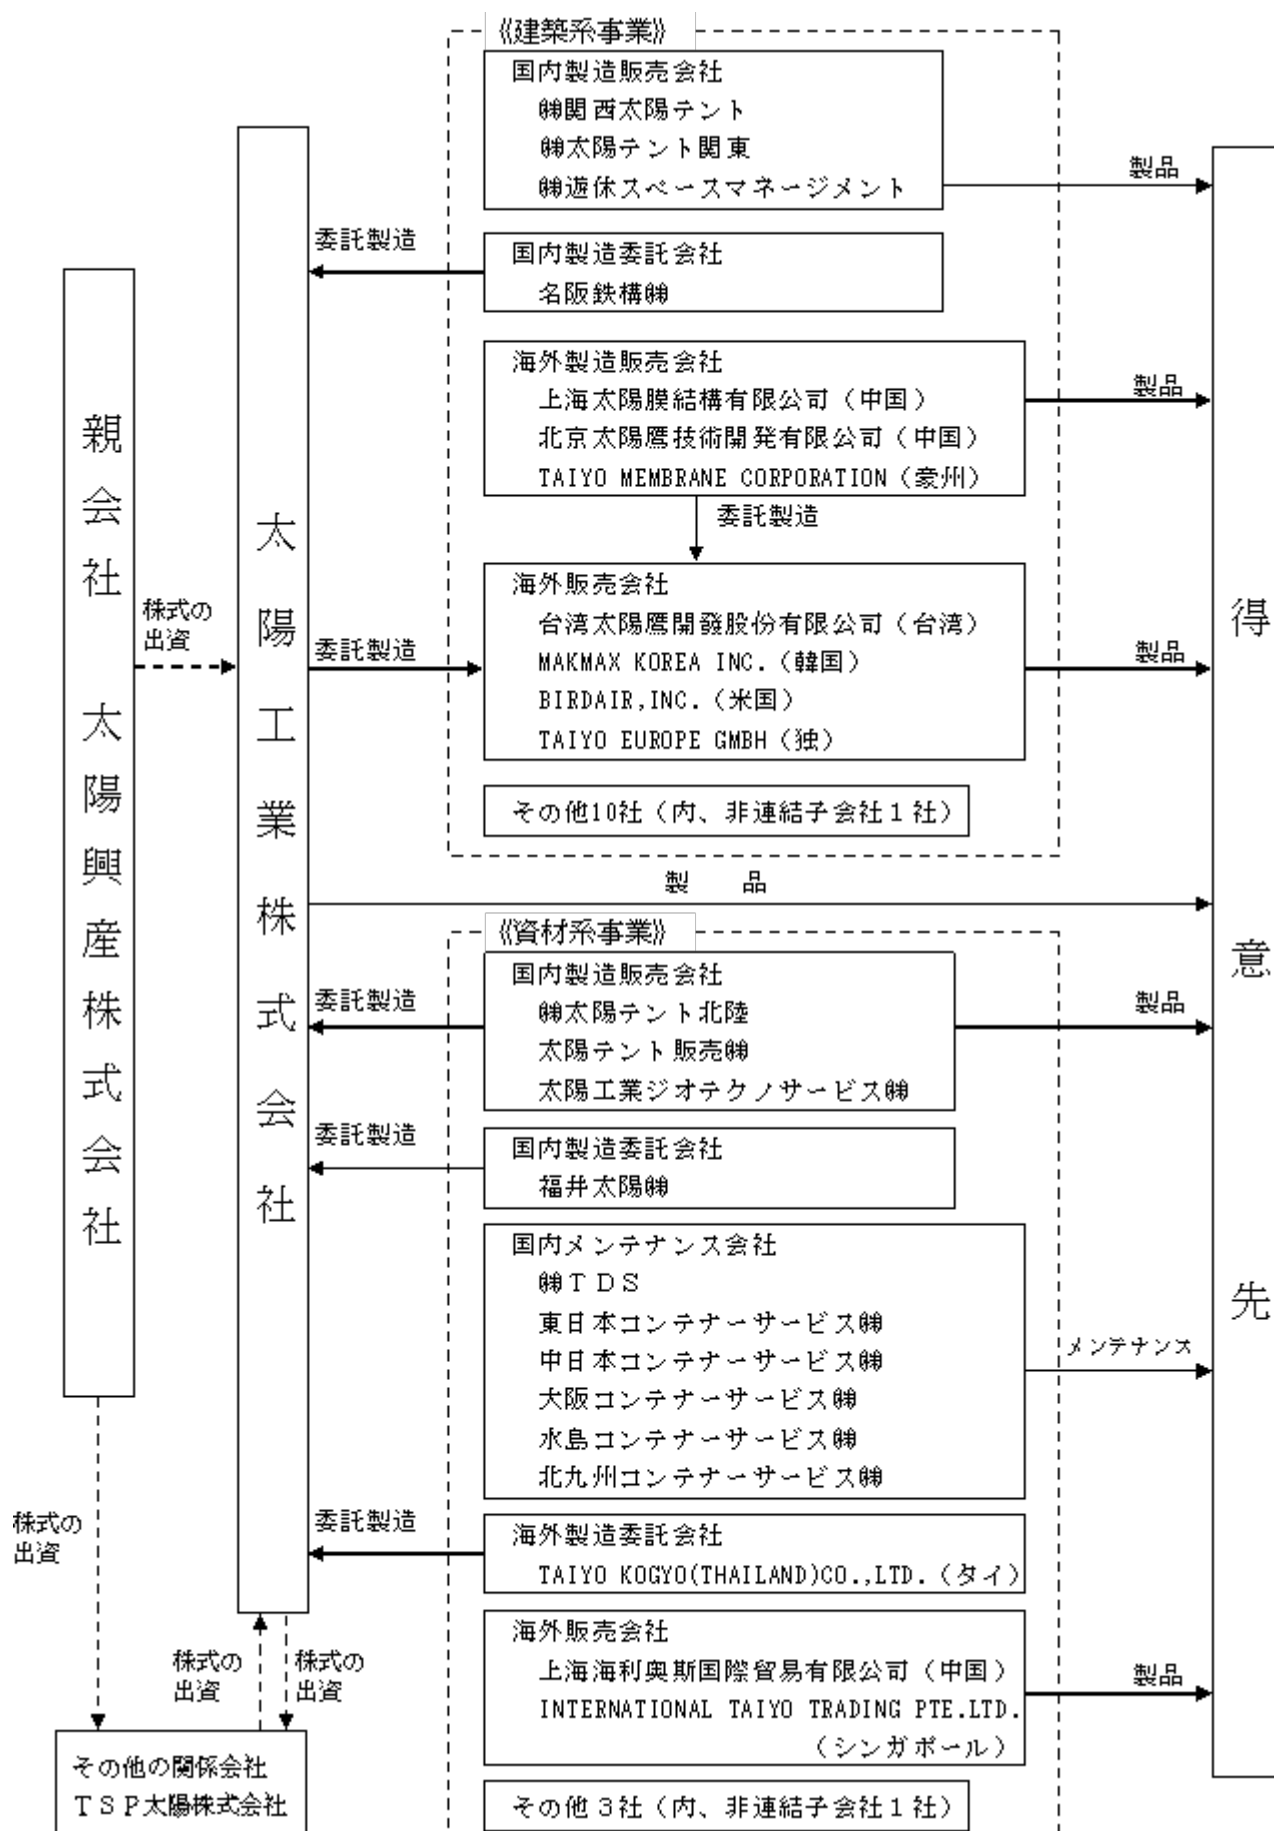 《建築系事業》
国内製造販売会社
㈱関西太陽テント
㈱太陽テント関東
㈱遊休スペースマネージメント
製品
委託製造
国内製造委託会社
名阪鉄構㈱
海外製造販売会社
上海太陽膜結構有限公司（中国）
北京太陽鷹技術開発有限公司（中国）
TAIYO MEMBRANE CORPORATION（豪州）
製品
委託製造
海外販売会社
台湾太陽鷹開發股份有限公司（台湾）
MAKMAX KOREA INC.（韓国）
BIRDAIR,INC.（米国）
TAIYO EUROPE GMBH（独）
委託製造
製品
その他10社（内、非連結子会社１社）
親会社　太陽興産株式会社
株式の
出資
太陽工業株式会社
得意先
製　品
《資材系事業》
国内製造販売会社
㈱太陽テント北陸
太陽テント販売㈱
太陽工業ジオテクノサービス㈱
委託製造
製品
委託製造
国内製造委託会社
福井太陽㈱
国内メンテナンス会社
㈱ＴＤＳ
東日本コンテナーサービス㈱
中日本コンテナーサービス㈱
大阪コンテナーサービス㈱
水島コンテナーサービス㈱
北九州コンテナーサービス㈱
メンテナンス
委託製造
海外製造委託会社
TAIYO KOGYO(THAILAND)CO.,LTD.（タイ）
海外販売会社
上海海利奥斯国際貿易有限公司（中国）
INTERNATIONAL TAIYO TRADING PTE.LTD.
（シンガポール）
製品
その他３社（内、非連結子会社１社）
株式の
出資
株式の
出資
株式の
出資
その他の関係会社
ＴＳＰ太陽株式会社